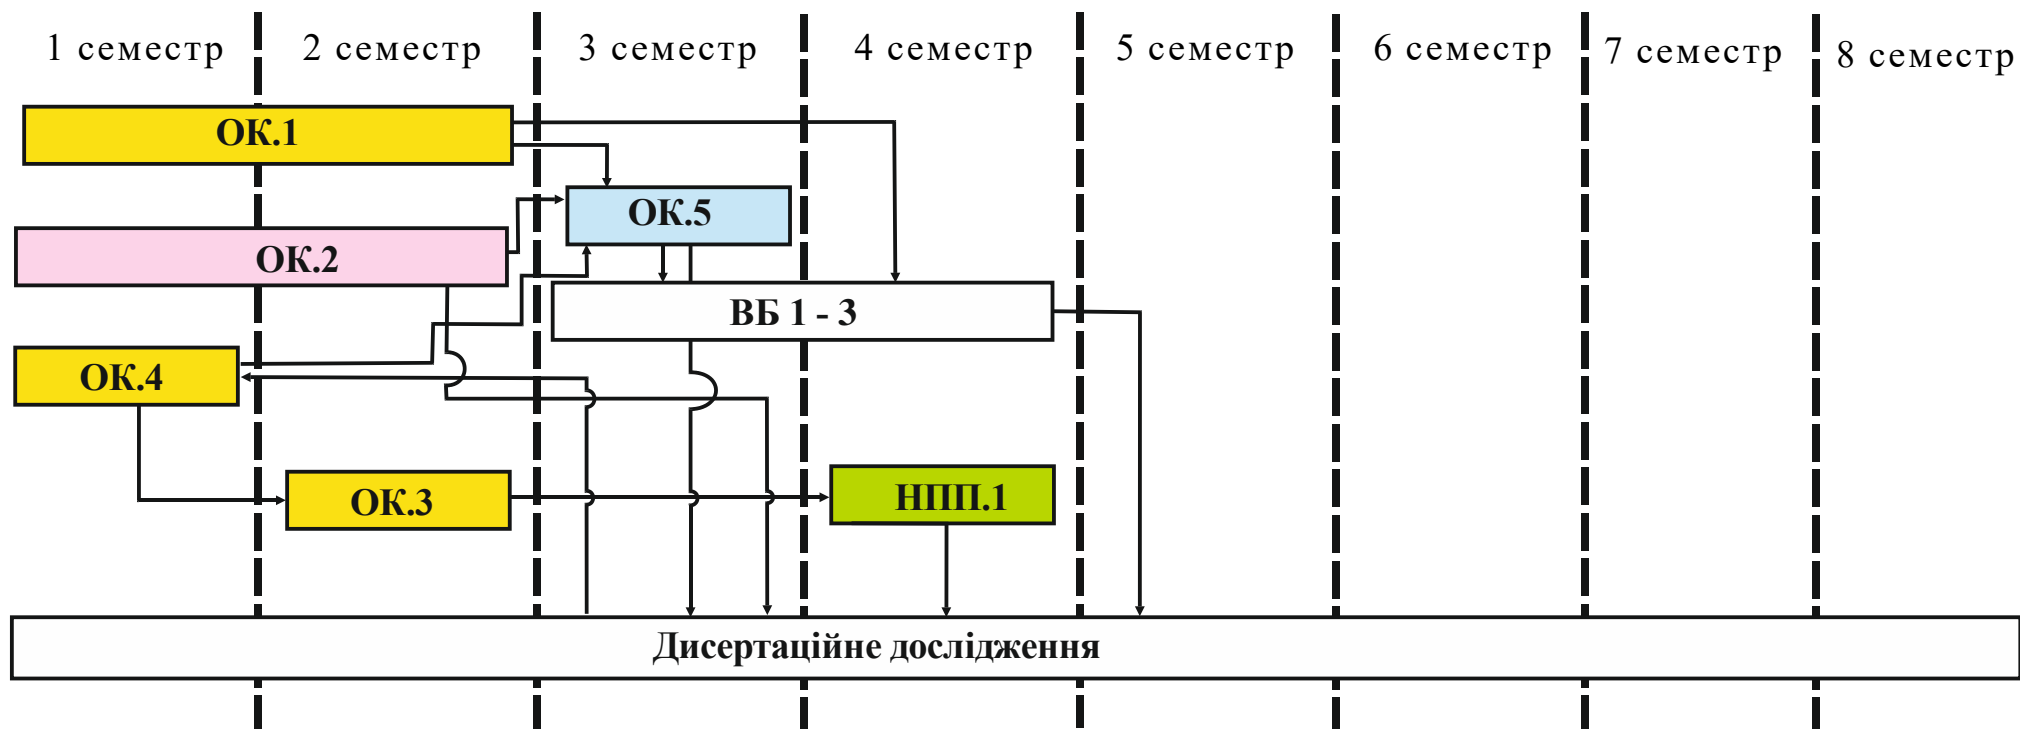 1 семестр
2 семестр
3 семестр
4 семестр
5 семестр
6 семестр
7 семестр
8 семестр
ОК.1
ОК.5
ОК.2
ВБ 1 - 3
ОК.4
ОК.3
НПП.1
Дисертаційне дослідження